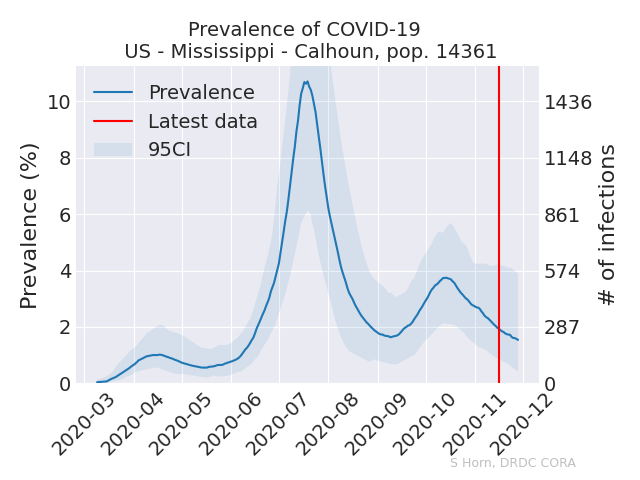 Prevalence of COVID-19
US - Mississippi - Calhoun, pop. 14361
Prevalence
Latest data
95CI
Prevalence (%)
10
8
6
4
2
0
1436
1148
861
574
287
0
# of infections
2020-03
2020-04
2020-05
2020-06
2020-07
2020-08
2020-09
2020-10
2020-11
2020-12
S Horn, DRDC CORA